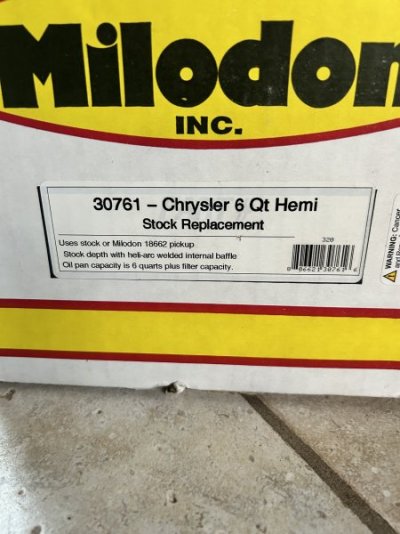 Milodon
INC.
30761 – Chrysler 6 Qt Hemi
Stock Replacement
Uses stock or Milodon 18662 pickup
Stock depth with heli-arc welded internal baffle
Oil pan capacity is 6 quarts plus filter capacity.
320
WARNING: Cancer